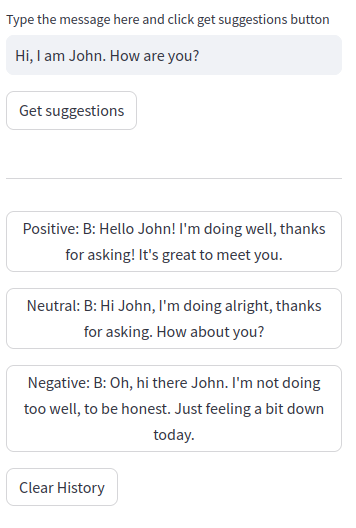 Type the message here and click get suggestions button
Hi, I am John. How are you?
Get suggestions
Positive: B: Hello John! I'm doing well, thanks
for asking! It's great to meet you.
Neutral: B: Hi John, I'm doing alright, thanks
for asking. How about you?
Negative: B: Oh, hi there John. I'm not doing
too well, to be honest. Just feeling a bit down
today.
Clear History